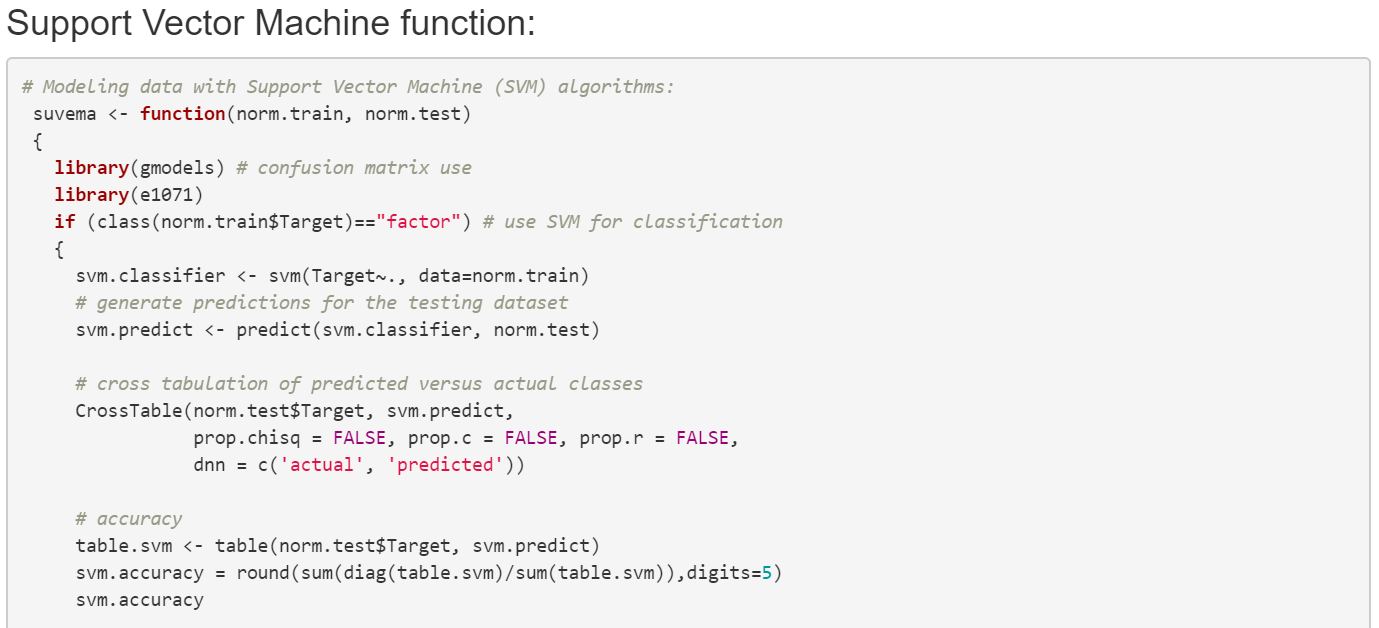 Support Vector Machine function:
# Modeling data with Support Vector Machine (SVM) algorithms:
suvema <- function(norm.train, norm.test)
{
library(gmodels) # confusion matrix use
library(e1071)
if (class(norm.train$Target)=="factor") # use SVM for classification
{
svm.classifier <- svm(Target~., data=norm.train)
# generate predictions for the testing dataset
svm.predict <- predict(svm.classifier, norm.test)
# cross tabulation of predicted versus actual classes
CrossTable(norm.test$Target, svm.predict,
prop.chisq = FALSE, prop.c = FALSE, prop.r = FALSE,
dnn = c('actual', 'predicted'))
# accuracy
table.svm <- table(norm.test$Target, svm.predict)
svm.accuracy = round(sum(diag(table.svm)/sum(table.svm)),digits=5)
svm.accuracy